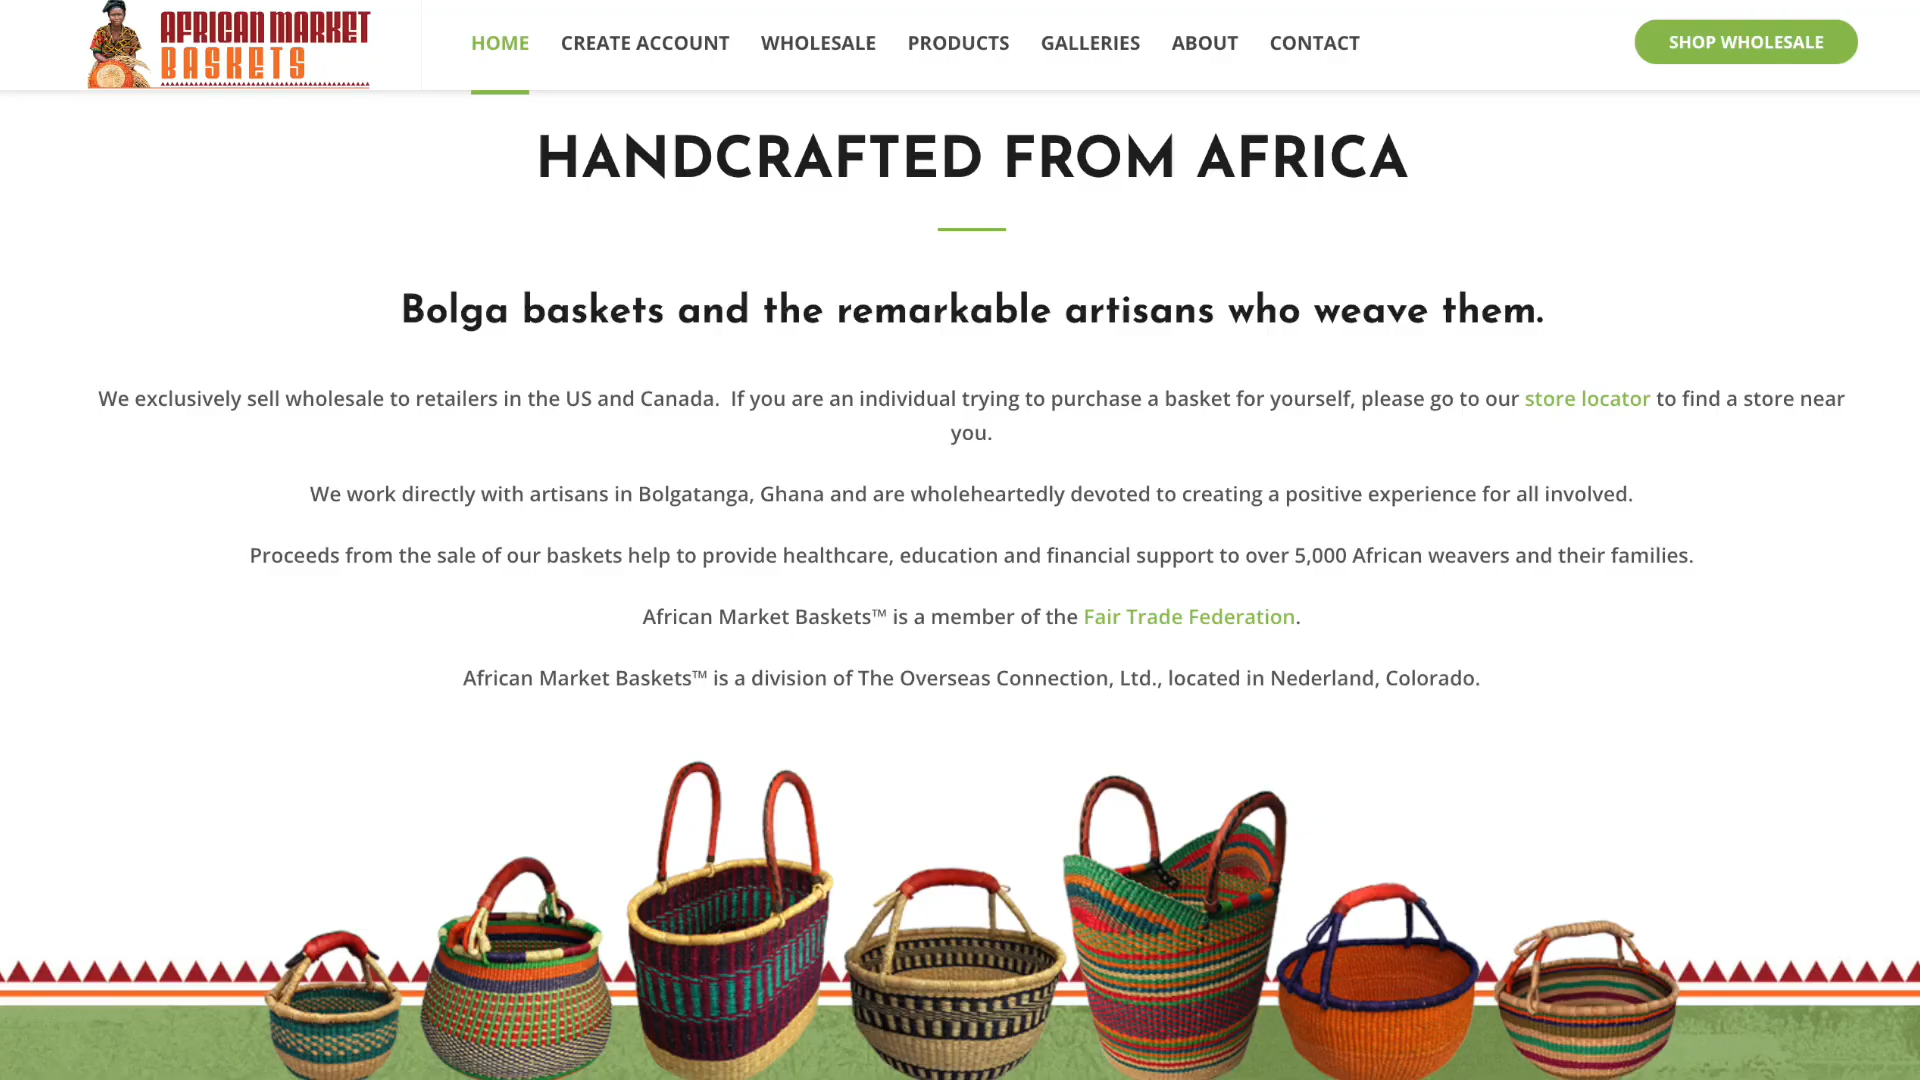 AFRICAN MARKET
BASKETS
HOME CREATE ACCOUNT WHOLESALE PRODUCTS GALLERIES ABOUT CONTACT
SHOP WHOLESALE
HANDCRAFTED FROM AFRICA
Bolga baskets and the remarkable artisans who weave them.
We exclusively sell wholesale to retailers in the US and Canada.  If you are an individual trying to purchase a basket for yourself, please go to our store locator to find a store near
you.
We work directly with artisans in Bolgatanga, Ghana and are wholeheartedly devoted to creating a positive experience for all involved.
Proceeds from the sale of our baskets help to provide healthcare, education and financial support to over 5,000 African weavers and their families.
African Market Baskets™ is a member of the Fair Trade Federation.
African Market Baskets™ is a division of The Overseas Connection, Ltd., located in Nederland, Colorado.